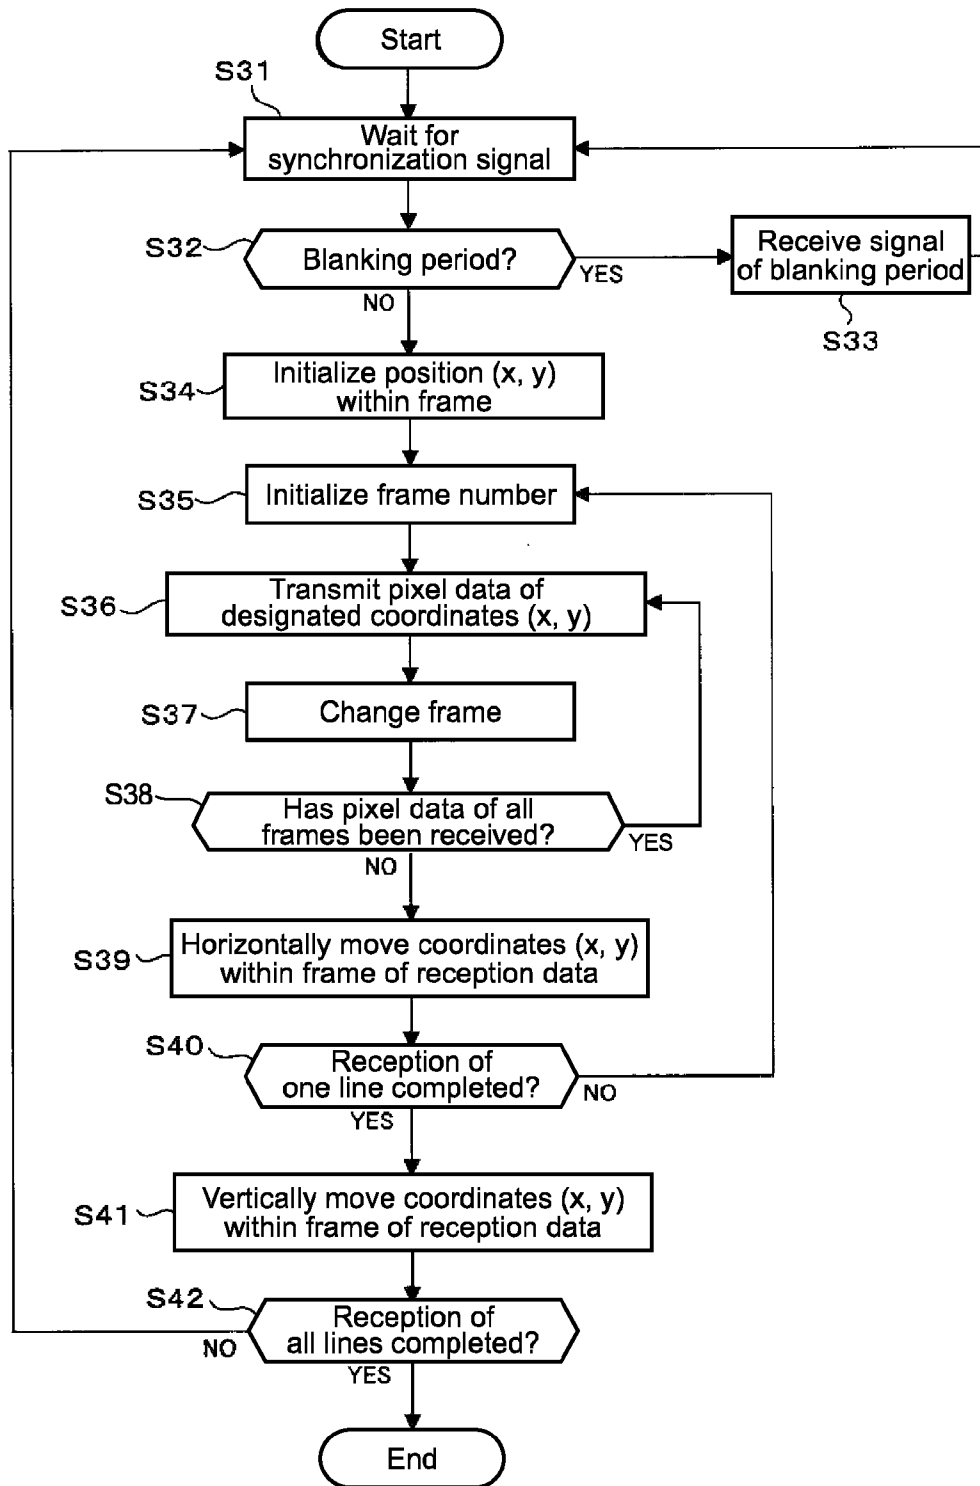 Start
S31
Wait for
synchronization signal
S32
Blanking period?
YES
NO
Receive signal
of blanking period
S33
S34
Initialize position (x, y)
within frame
S35
Initialize frame number
S36
Transmit pixel data of
designated coordinates (x, y)
S37
Change frame
S38
Has pixel data of all
frames been received?
YES
NO
S39
Horizontally move coordinates (x, y)
within frame of reception data
S40
Reception of
one line completed?
NO
YES
S41
Vertically move coordinates (x, y)
within frame of reception data
S42
Reception of
all lines completed?
NO
YES
End